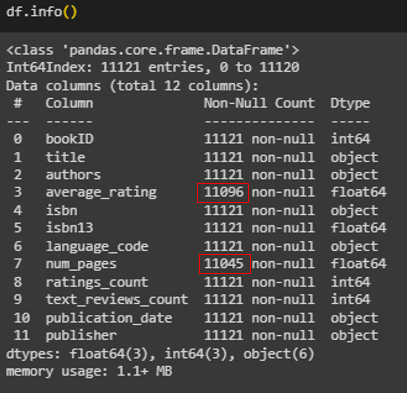 df.info()
<class 'pandas.core.frame.DataFrame'>
Int64Index: 11121 entries, 0 to 11120
Data columns (total 12 columns):
 #   Column              Non-Null Count  Dtype
---  ------              --------------  -----
 0   bookID              11121 non-null  int64
 1   title               11121 non-null  object
 2   authors             11121 non-null  object
 3   average_rating      11096 non-null  float64
 4   isbn                11121 non-null  object
 5   isbn13              11121 non-null  float64
 6   language_code       11121 non-null  object
 7   num_pages           11045 non-null  float64
 8   ratings_count       11121 non-null  int64
 9   text_reviews_count  11121 non-null  int64
 10  publication_date    11121 non-null  object
 11  publisher           11121 non-null  object
dtypes: float64(3), int64(3), object(6)
memory usage: 1.1+ MB